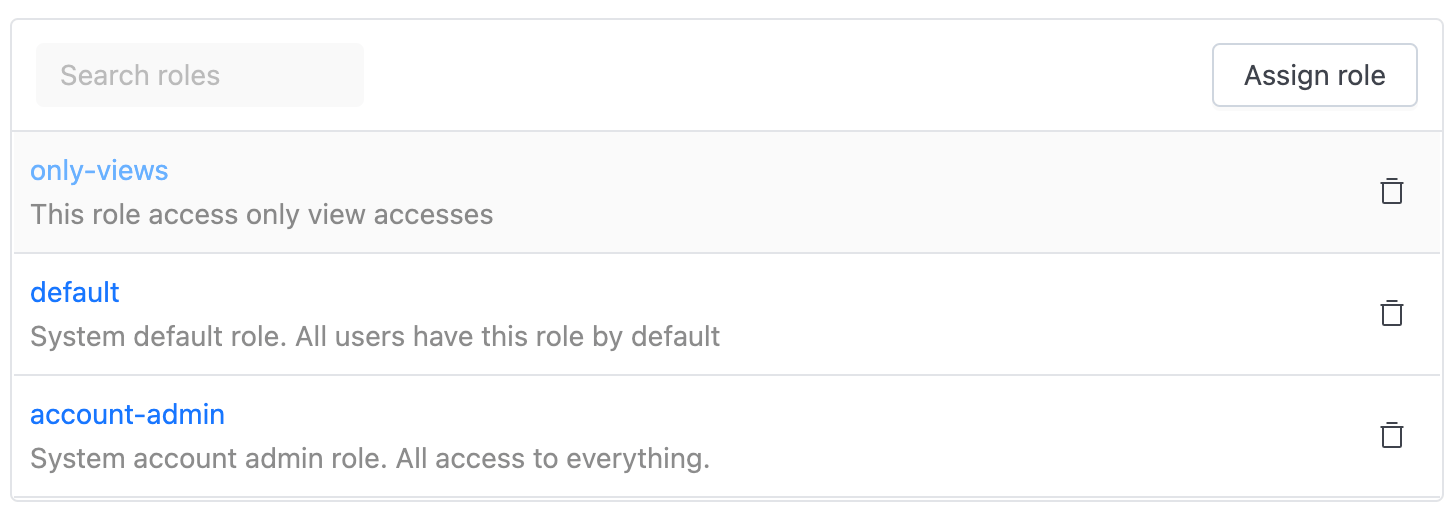 Search roles
Assign role
only-views
This role access only view accesses
default
System default role. All users have this role by default
account-admin
System account admin role. All access to everything.